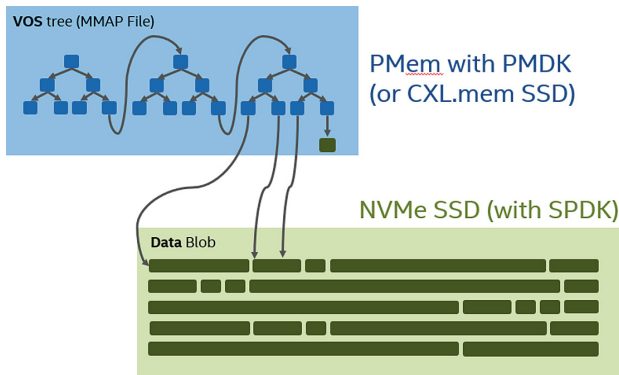 VOS tree (MMAP File)
PMem with PMDK
(or CXL.mem SSD)
NVMe SSD (with SPDK)
Data Blob